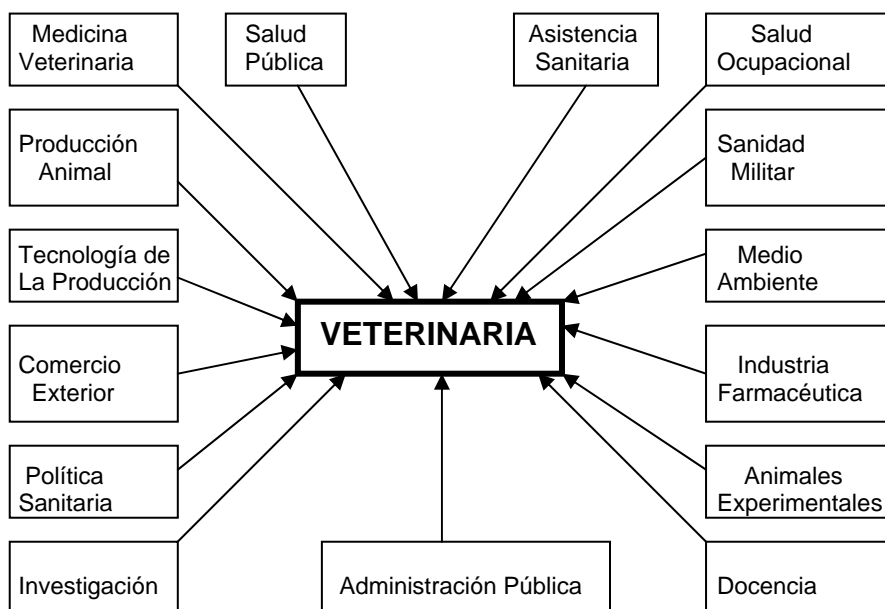 Medicina
Veterinaria
Salud
Pública
Asistencia
Sanitaria
Salud
Ocupacional
Producción
Animal
Sanidad
Militar
Tecnología de
La Producción
Medio
Ambiente
VETERINARIA
Comercio
Exterior
Industria
Farmacéutica
Política
Sanitaria
Animales
Experimentales
Investigación
Administración Pública
Docencia